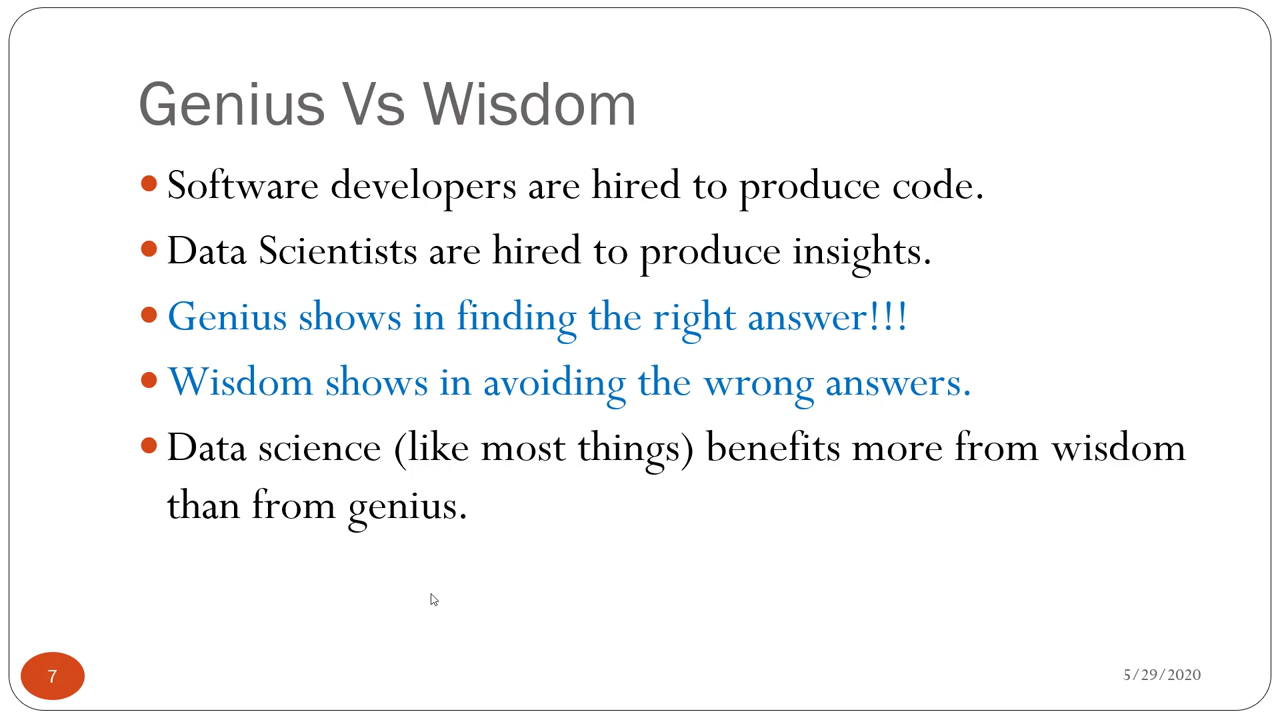 Genius Vs Wisdom
Software developers are hired to produce code.
Data Scientists are hired to produce insights.
Genius shows in finding the right answer!!!
Wisdom shows in avoiding the wrong answers.
Data science (like most things) benefits more from wisdom
than from genius.
7
5/29/2020